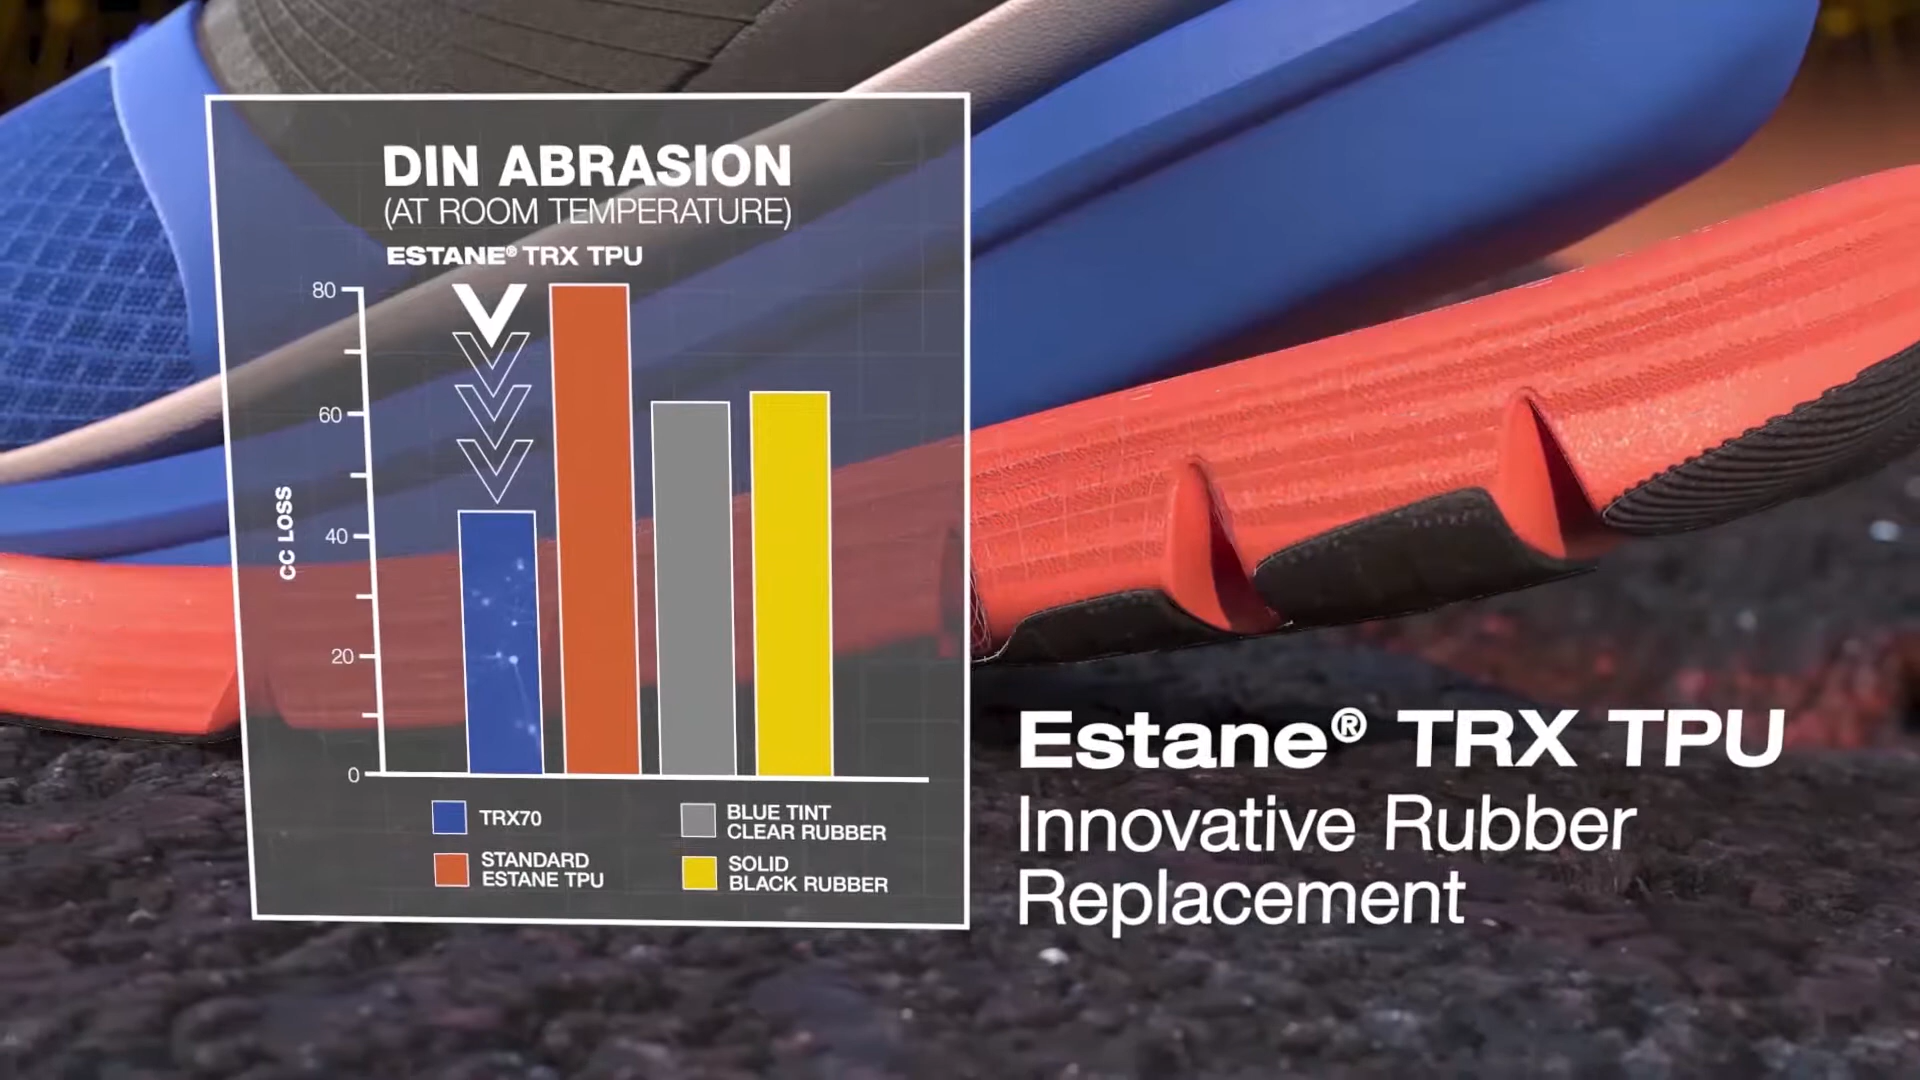 DIN ABRASION
(AT ROOM TEMPERATURE)
ESTANE® TRX TPU
80
60
40
20
0
CC LOSS
TRX70
STANDARD
ESTANE TPU
BLUE TINT
CLEAR RUBBER
SOLID
BLACK RUBBER
Estane® TRX TPU
Innovative Rubber
Replacement